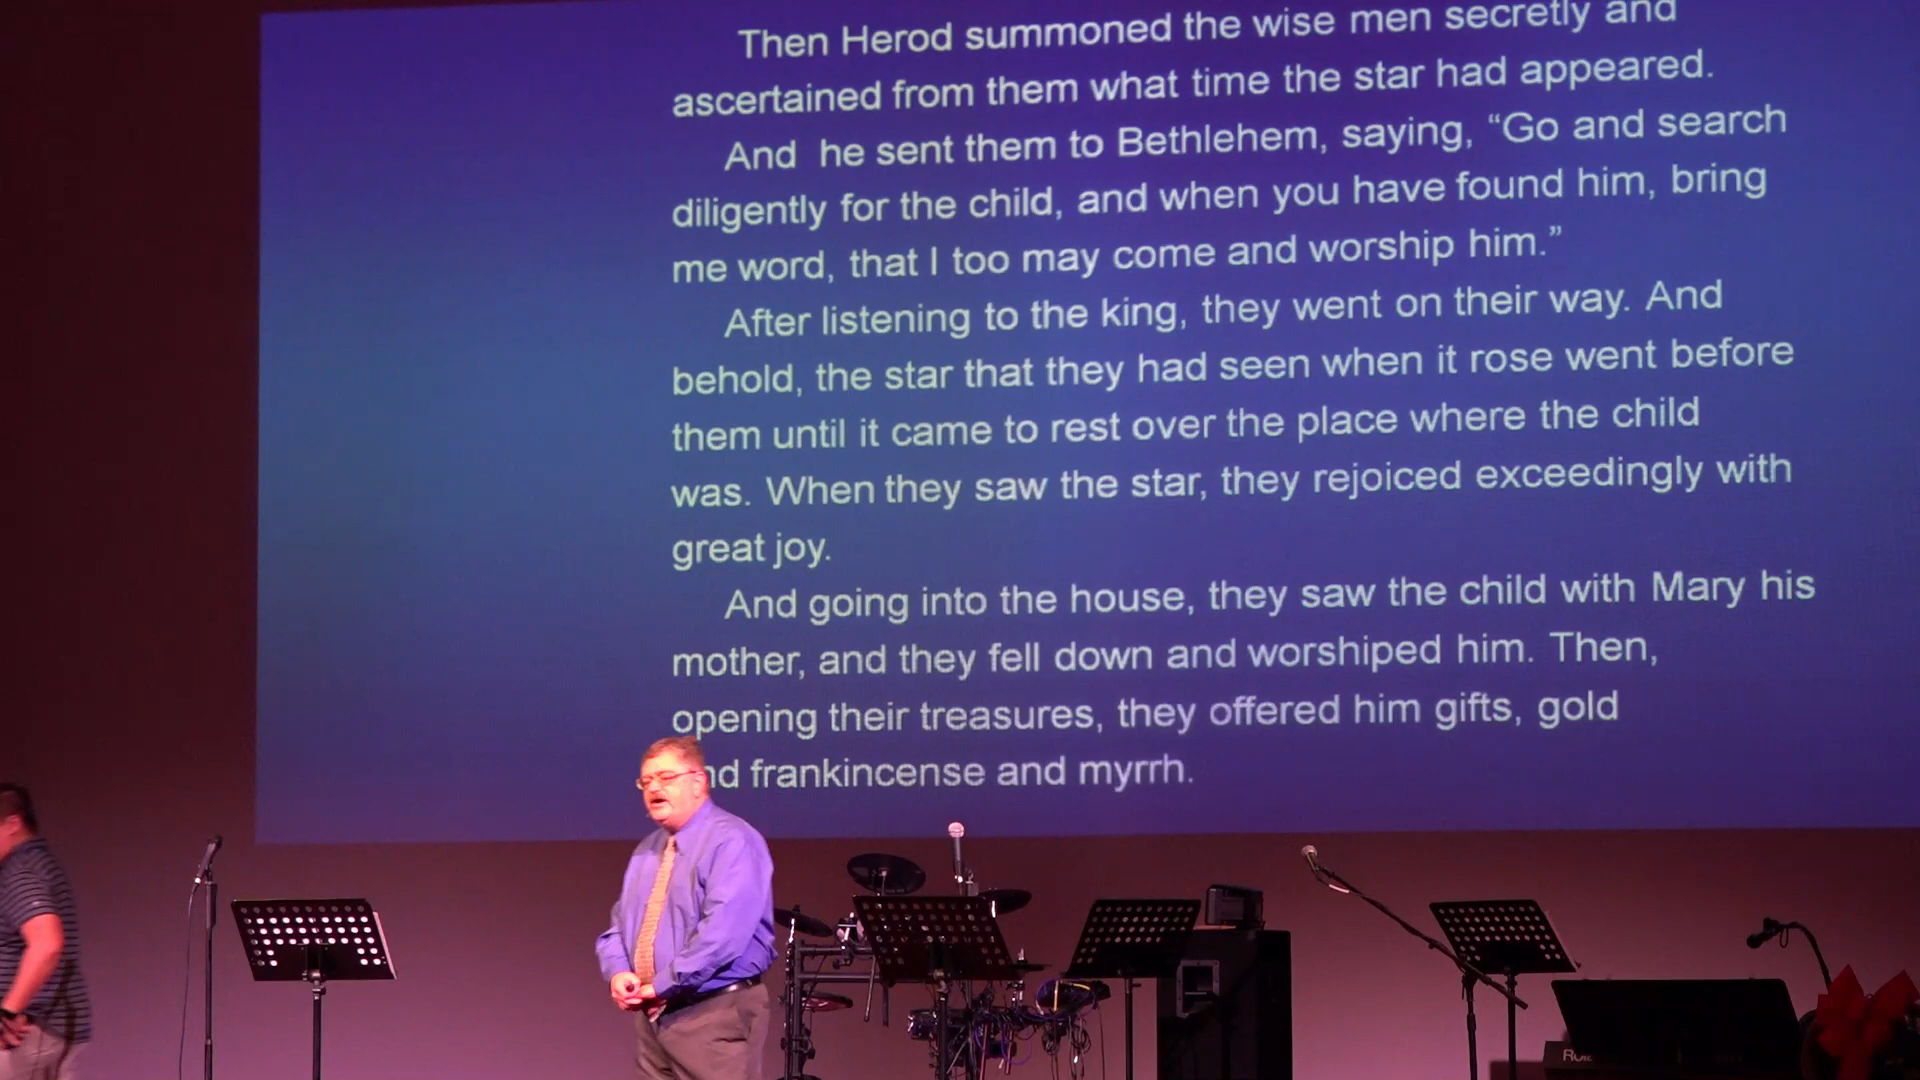 Then Herod summoned the wise men secretly and
ascertained from them what time the star had appeared.
And he sent them to Bethlehem, saying, “Go and search
diligently for the child, and when you have found him, bring
me word, that I too may come and worship him.”
After listening to the king, they went on their way. And
behold, the star that they had seen when it rose went before
them until it came to rest over the place where the child
was. When they saw the star, they rejoiced exceedingly with
great joy.
And going into the house, they saw the child with Mary his
mother, and they fell down and worshiped him. Then,
opening their treasures, they offered him gifts, gold
nd frankincense and myrrh.